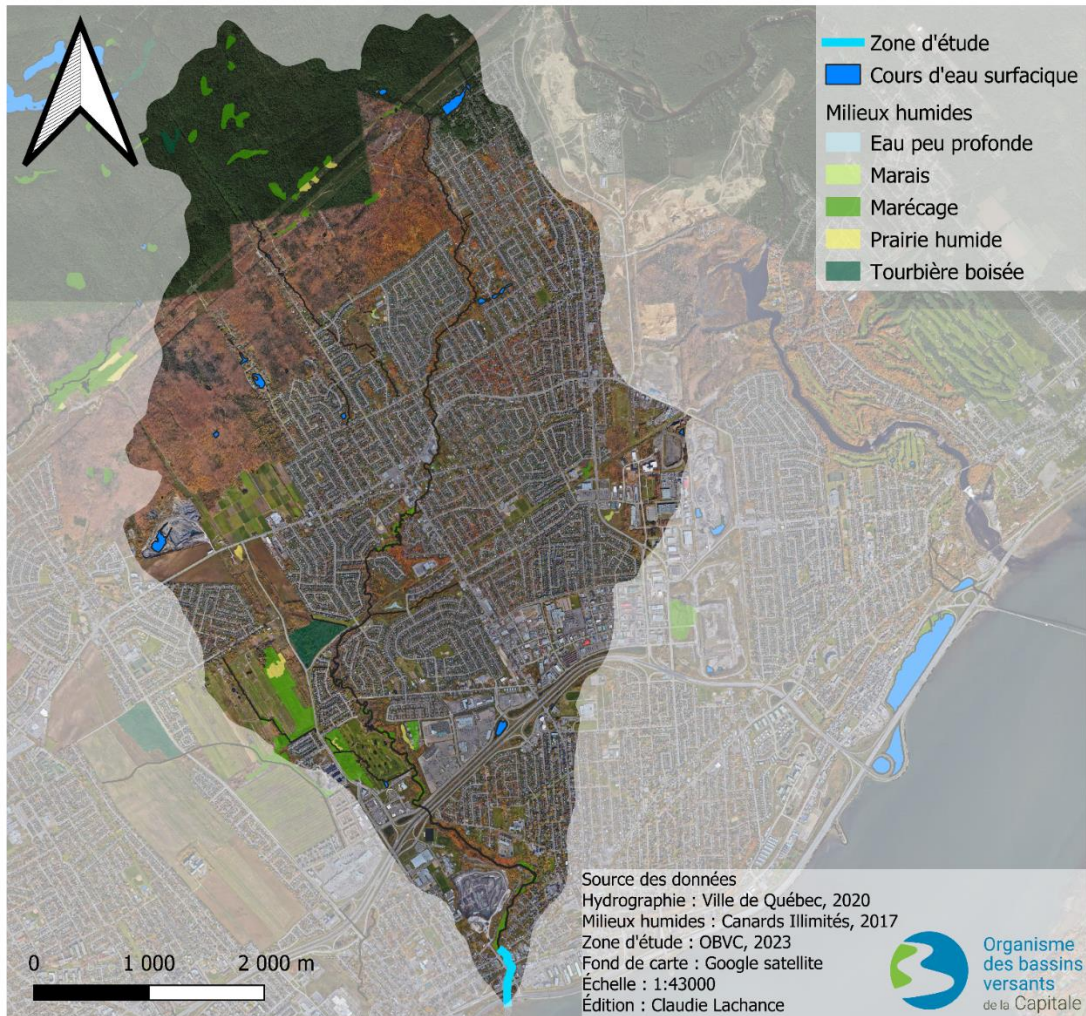 Zone d'étude
Cours d'eau surfacique
Milieux humides
Eau peu profonde
Marais
Marécage
Prairie humide
Tourbière boisée
0 1 000 2 000 m
Source des données
Hydrographie : Ville de Québec, 2020
Milieux humides : Canards Illimités, 2017
Zone d'étude : OBVC, 2023
Fond de carte : Google satellite
Échelle : 1:43000
Édition : Claudie Lachance
Organisme
des bassins
versants
de la Capitale